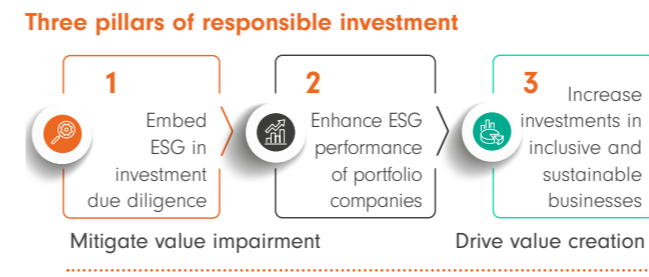 Three pillars of responsible investment
1
Embed
ESG in
investment
due diligence
2
Enhance ESG
performance
of portfolio
companies
3
Increase
investments in
inclusive and
sustainable
businesses
Mitigate value impairment
Drive value creation